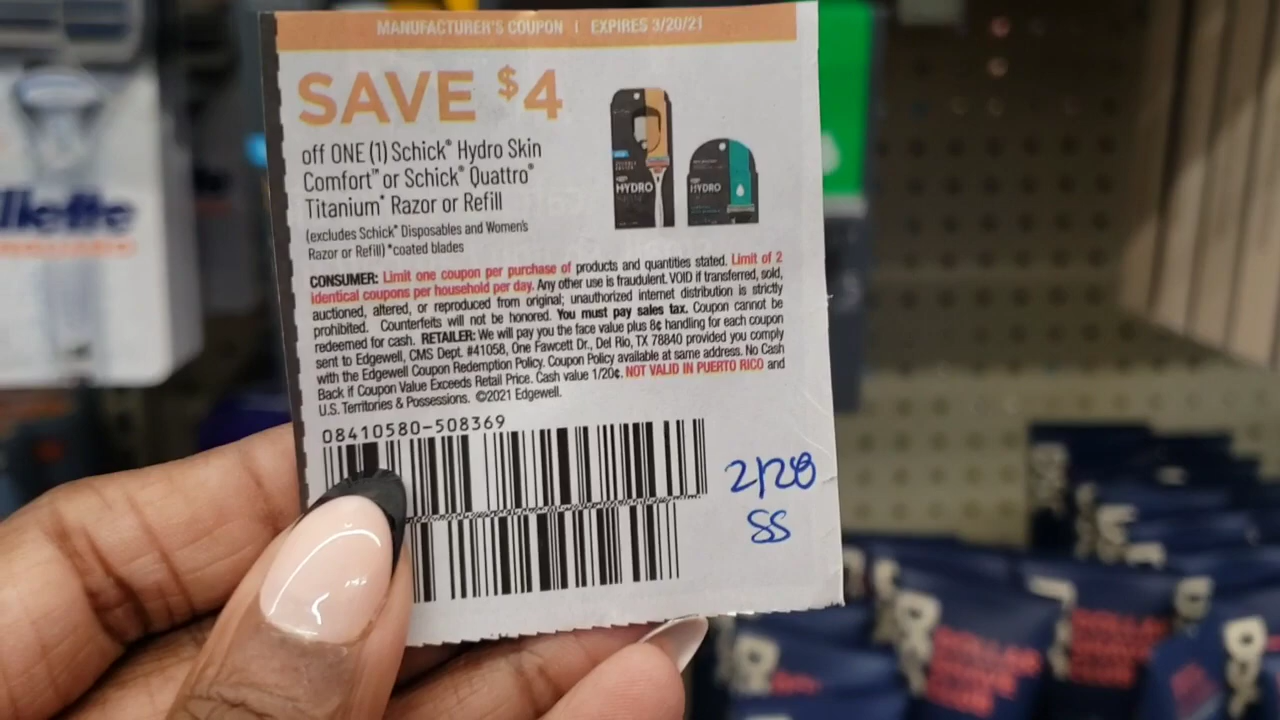 MANUFACTURER'S COUPON | EXPIRES 3/20/21
SAVE $4
off ONE (1) Schick® Hydro Skin
Comfort™ or Schick® Quattro®
Titanium* Razor or Refill
(excludes Schick® Disposables and Women's
Razor or Refill) *coated blades
HYDRO
HYDRO
CONSUMER: Limit one coupon per purchase of products and quantities stated. Limit of 2
identical coupons per household per day. Any other use is fraudulent. VOID if transferred, sold,
auctioned, altered, or reproduced from original; unauthorized internet distribution is strictly
prohibited. Counterfeits will not be honored. You must pay sales tax. Coupon cannot be
redeemed for cash. RETAILER: We will pay you the face value plus 8¢ handling for each coupon
sent to Edgewell, CMS Dept. #41058, One Fawcett Dr., Del Rio, TX 78840 provided you comply
with the Edgewell Coupon Redemption Policy. Coupon Policy available at same address. No Cash
Back if Coupon Value Exceeds Retail Price. Cash value 1/20¢. NOT VALID IN PUERTO RICO and
U.S. Territories & Possessions. ©2021 Edgewell.
08410580-508369
2/28
SS
llette
DOLLAR
SHAVE
CLUB